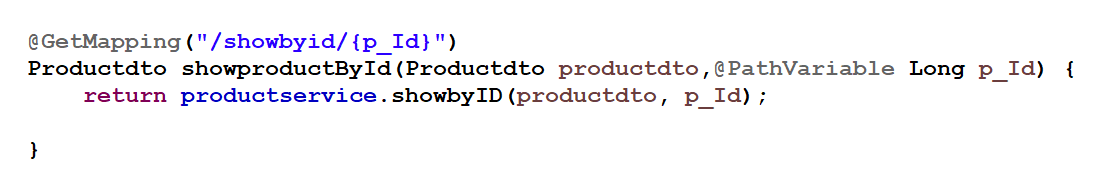 @GetMapping("/showbyid/{p_Id}")
Productdto showproductById(Productdto productdto,@PathVariable Long p_Id) {
    return productservice.showbyID(productdto, p_Id);
}